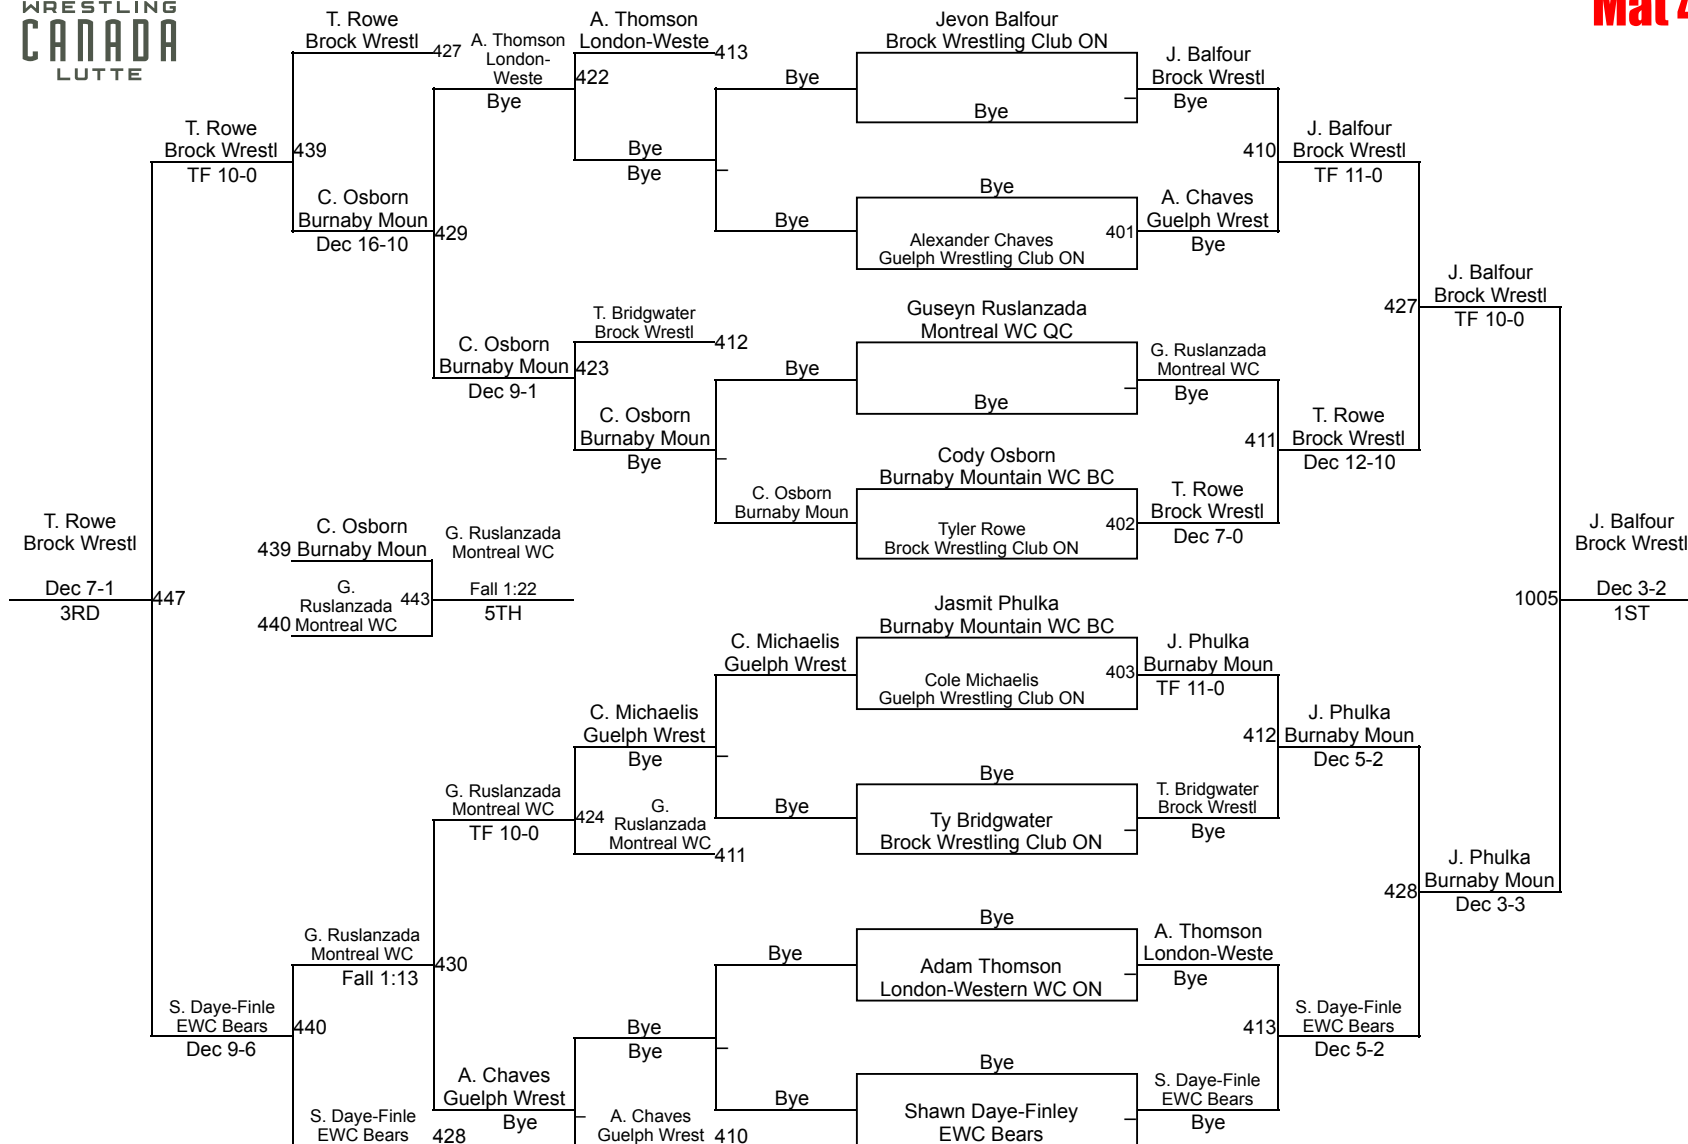 WRESTLING
CANADA
LUTTE
Mat 4
T. Rowe
Brock Wrestl
427
A. Thomson
London-
Weste
Bye
A. Thomson
London-Weste
413
422
Bye
Bye
T. Rowe
Brock Wrestl
TF 10-0
439
C. Osborn
Burnaby Moun
Dec 16-10
429
C. Osborn
Burnaby Moun
Dec 9-1
T. Bridgwater
Brock Wrestl
412
423
C. Osborn
Burnaby Moun
Bye
Bye
Bye
Bye
C. Osborn
Burnaby Moun
Jevon Balfour
Brock Wrestling Club ON
Bye
Bye
Alexander Chaves
Guelph Wrestling Club ON
401
Guseyn Ruslanzada
Montreal WC QC
Bye
Cody Osborn
Burnaby Mountain WC BC
Tyler Rowe
Brock Wrestling Club ON
402
J. Balfour
Brock Wrestl
Bye
410
A. Chaves
Guelph Wrest
Bye
J. Balfour
Brock Wrestl
TF 11-0
G. Ruslanzada
Montreal WC
Bye
411
T. Rowe
Brock Wrestl
Dec 7-0
T. Rowe
Brock Wrestl
Dec 12-10
427
J. Balfour
Brock Wrestl
TF 10-0
T. Rowe
Brock Wrestl
Dec 7-1
3RD
447
C. Osborn
439 Burnaby Moun
G.
Ruslanzada
440 Montreal WC
443
G. Ruslanzada
Montreal WC
Fall 1:22
5TH
1005
J. Balfour
Brock Wrestl
Dec 3-2
1ST
C. Michaelis
Guelph Wrest
Jasmit Phulka
Burnaby Mountain WC BC
Cole Michaelis
Guelph Wrestling Club ON
403
J. Phulka
Burnaby Moun
TF 11-0
C. Michaelis
Guelph Wrest
Bye
G. Ruslanzada
Montreal WC
TF 10-0
424
G.
Ruslanzada
Montreal WC
411
Bye
Bye
Ty Bridgwater
Brock Wrestling Club ON
T. Bridgwater
Brock Wrestl
Bye
412
J. Phulka
Burnaby Moun
Dec 5-2
428
J. Phulka
Burnaby Moun
Dec 3-3
G. Ruslanzada
Montreal WC
Fall 1:13
430
S. Daye-Finle
EWC Bears
Dec 9-6
440
S. Daye-Finle
EWC Bears
428
A. Chaves
Guelph Wrest
Bye
Bye
Bye
A. Chaves
Guelph Wrest
410
Bye
Bye
Bye
Adam Thomson
London-Western WC ON
Bye
Shawn Daye-Finley
EWC Bears
A. Thomson
London-Weste
Bye
413
S. Daye-Finle
EWC Bears
Bye
S. Daye-Finle
EWC Bears
Dec 5-2